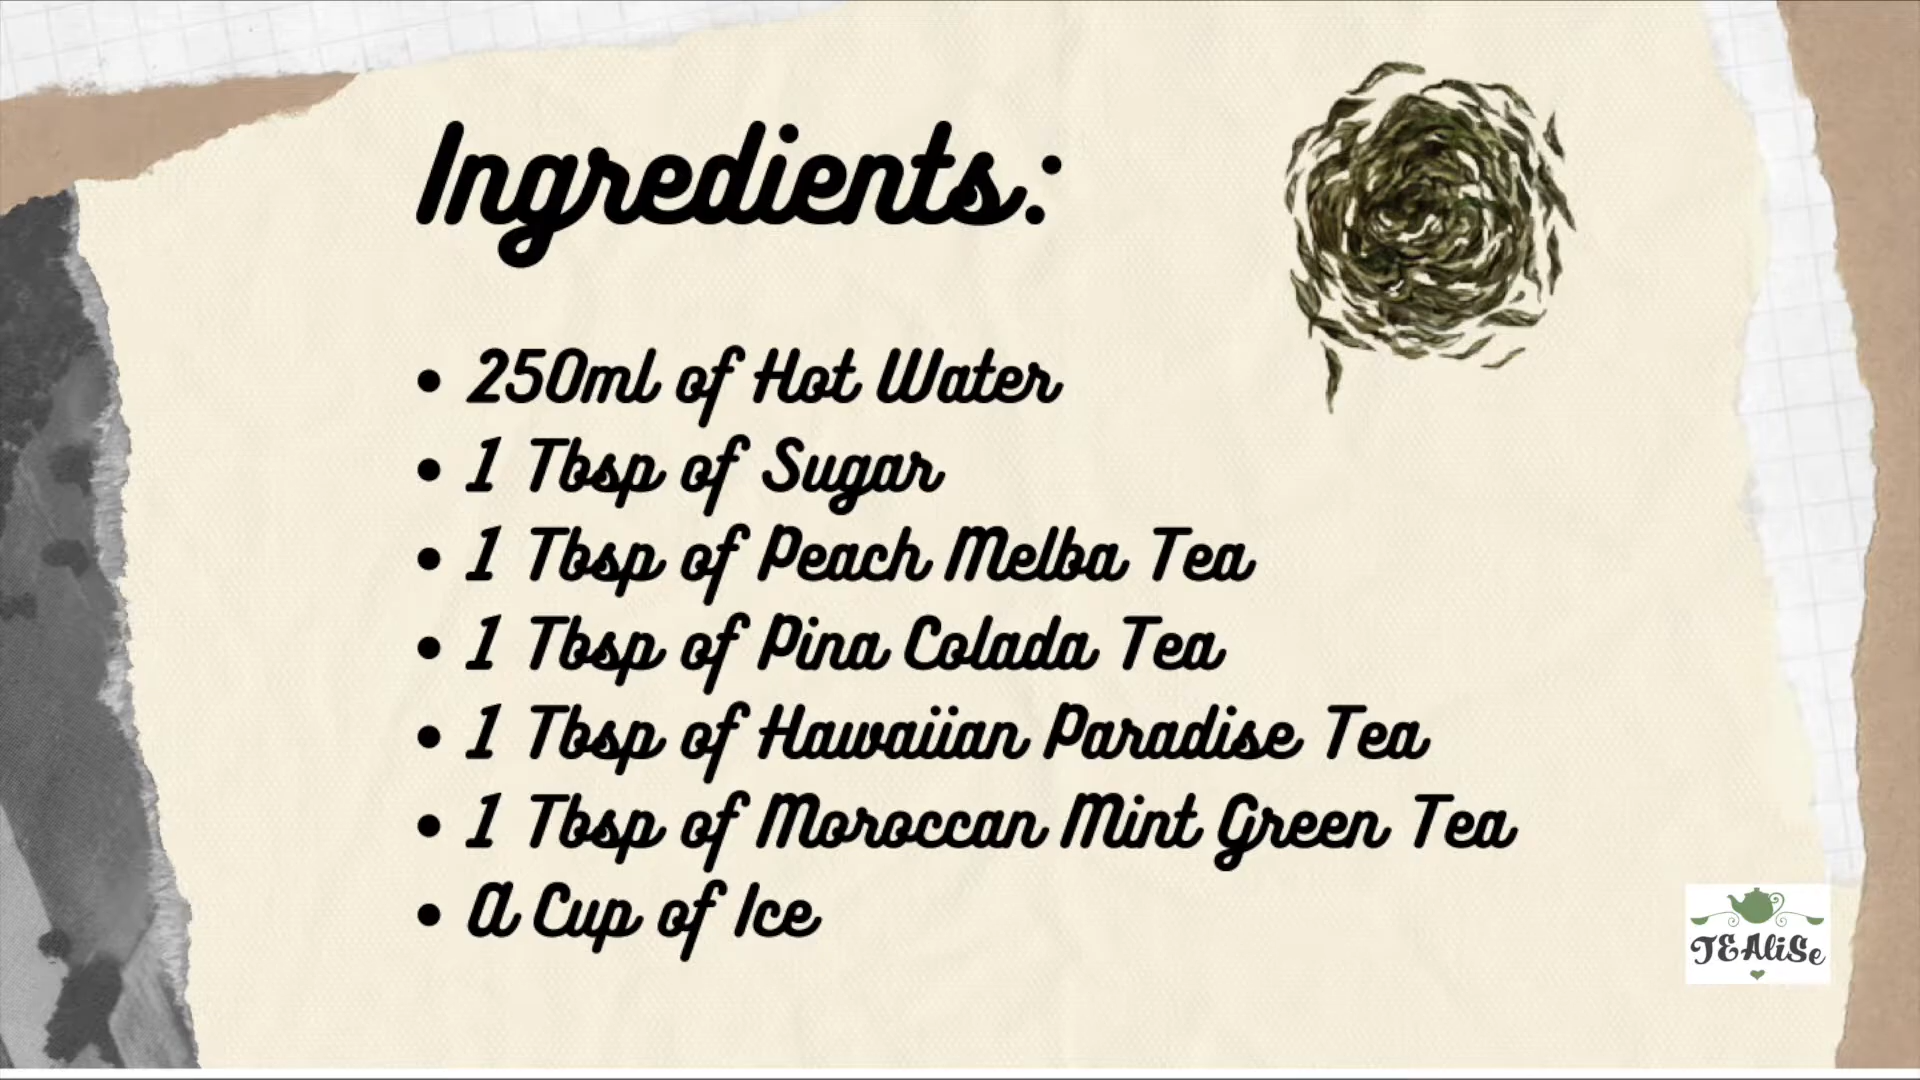 Ingredients:
• 250ml of Hot Water
• 1 Tbsp of Sugar
• 1 Tbsp of Peach Melba Tea
• 1 Tbsp of Pina Colada Tea
• 1 Tbsp of Hawaiian Paradise Tea
• 1 Tbsp of Moroccan Mint Green Tea
• A Cup of Ice
TEAliSe